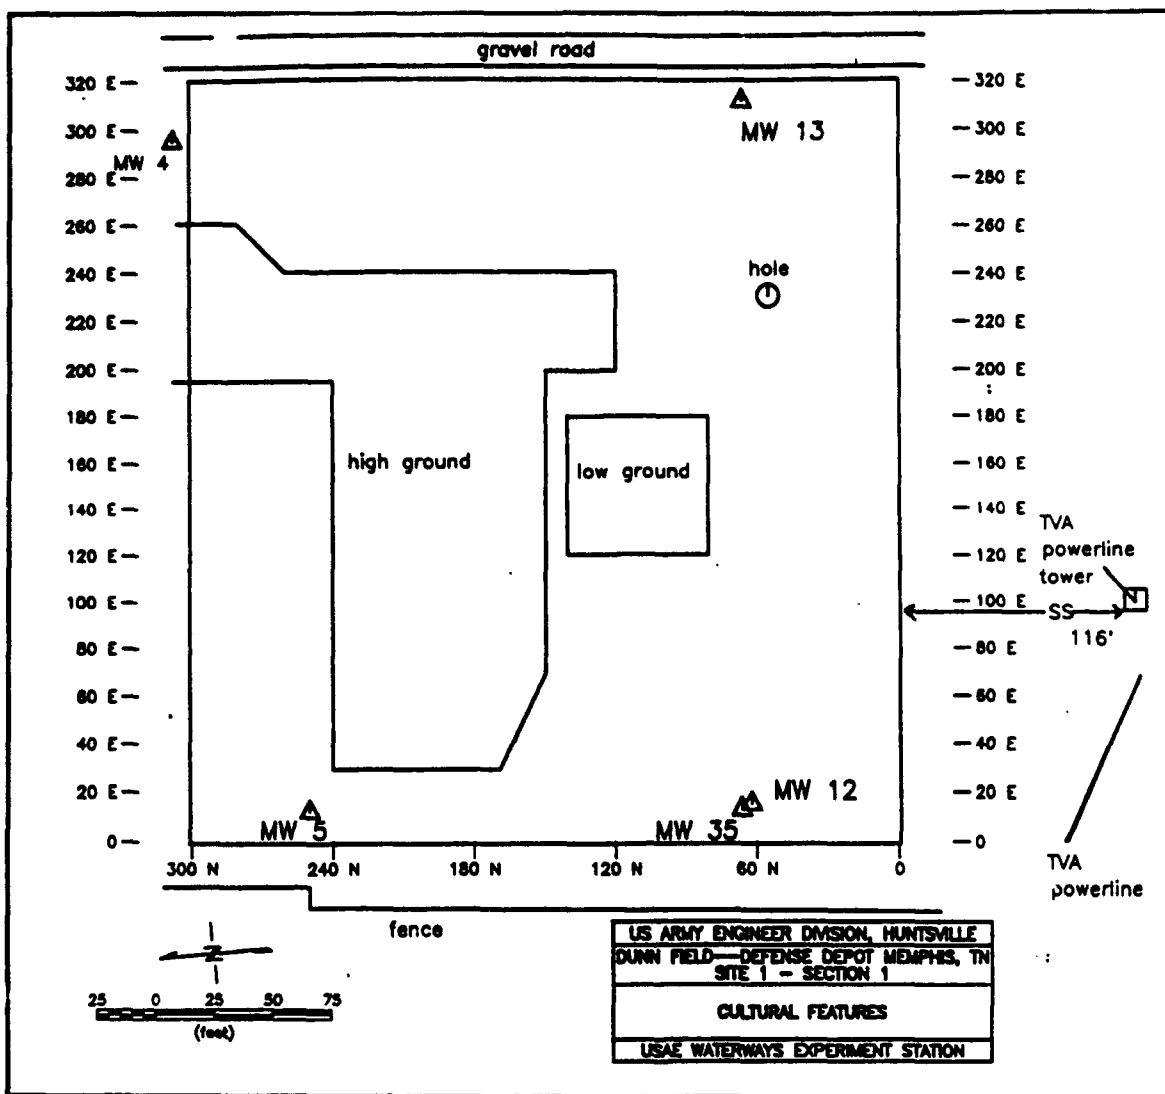 gravel road
320 E
300 E
280 E
260 E
240 E
220 E
200 E
180 E
160 E
140 E
120 E
100 E
80 E
60 E
40 E
20 E
0
MW 4
MW 13
hole
high ground
low ground
MW 5
MW 35
MW 12
320 E
300 E
280 E
260 E
240 E
220 E
200 E
180 E
160 E
140 E
120 E
100 E
80 E
60 E
40 E
20 E
0
TVA
powerline
tower
SS
116'
TVA
powerline
300 N
240 N
180 N
120 N
60 N
0
fence
N
25 0 25 50 75
(feet)
US ARMY ENGINEER DIVISION, HUNTSVILLE
DUNN FIELD—DEFENSE DEPOT MEMPHIS, TN
SITE 1 - SECTION 1
CULTURAL FEATURES
USAE WATERWAYS EXPERIMENT STATION